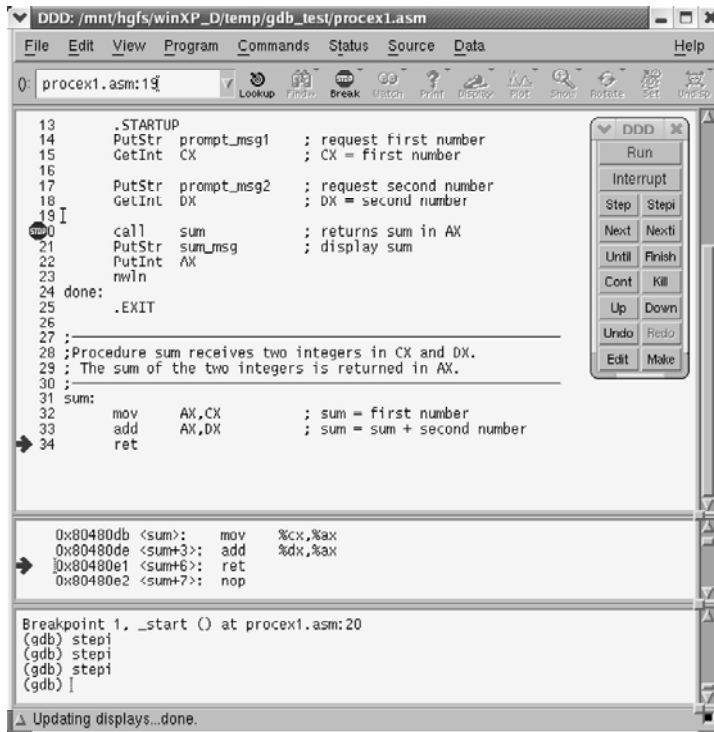 DDD: /mnt/hgfs/winXP_D/temp/gdb_test/procex1.asm
File Edit View Program Commands Status Source Data Help
(): procex1.asm:19 Lookup Find» Break Watch Print Display Plot Show Rotate Set Undisp
13 .STARTUP
14 PutStr prompt_msg1 ; request first number
15 GetInt CX ; CX = first number
16
17 PutStr prompt_msg2 ; request second number
18 GetInt DX ; DX = second number
19
STOP 0 call sum ; returns sum in AX
21 PutStr sum_msg ; display sum
22 PutInt AX
23 nwln
24 done:
25 .EXIT
26
27 ;
28 ;Procedure sum receives two integers in CX and DX.
29 ; The sum of the two integers is returned in AX.
30 ;
31 sum:
32 mov AX,CX ; sum = first number
33 add AX,DX ; sum = sum + second number
34 ret
DDD
Run
Interrupt
Step Stepi
Next Nexti
Until Finish
Cont Kill
Up Down
Undo Redo
Edit Make
0x80480db <sum>: mov %cx,%ax
0x80480de <sum+3>: add %dx,%ax
0x80480e1 <sum+6>: ret
0x80480e2 <sum+7>: nop
Breakpoint 1, _start () at procex1.asm:20
(gdb) stepi
(gdb) stepi
(gdb) stepi
(gdb)
Updating displays...done.